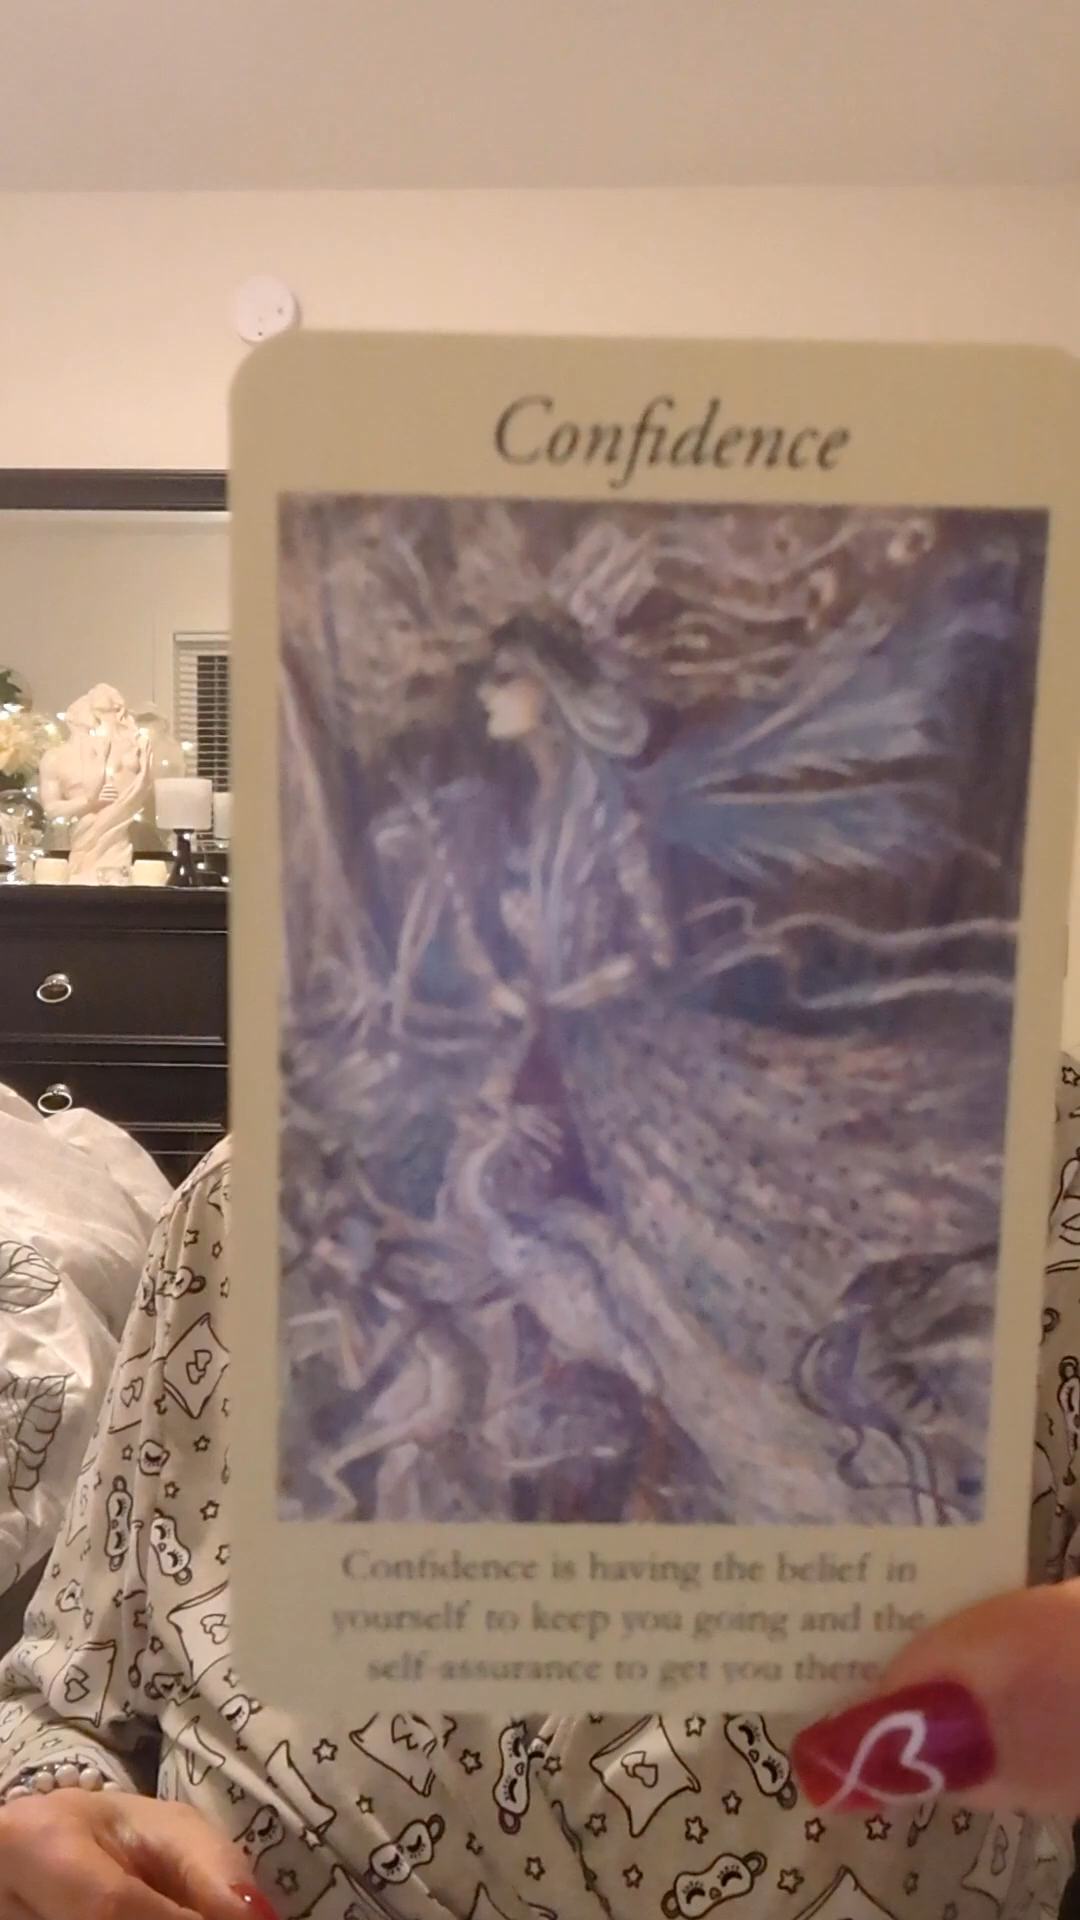 Confidence
Confidence is having the belief in
yourself to keep you going and the
self-assurance to get you there.